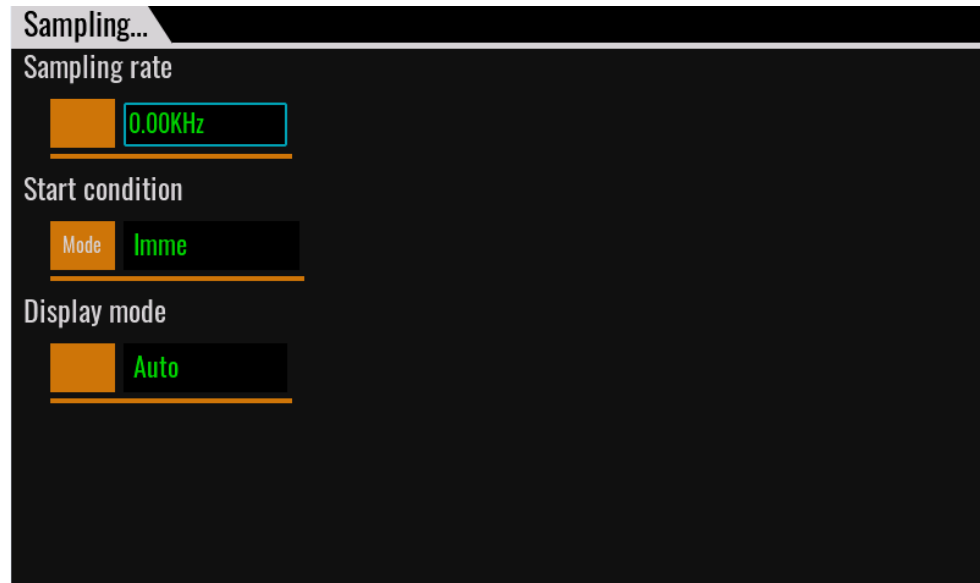 Sampling...
Sampling rate
0.00KHz
Start condition
Mode Imme
Display mode
Auto